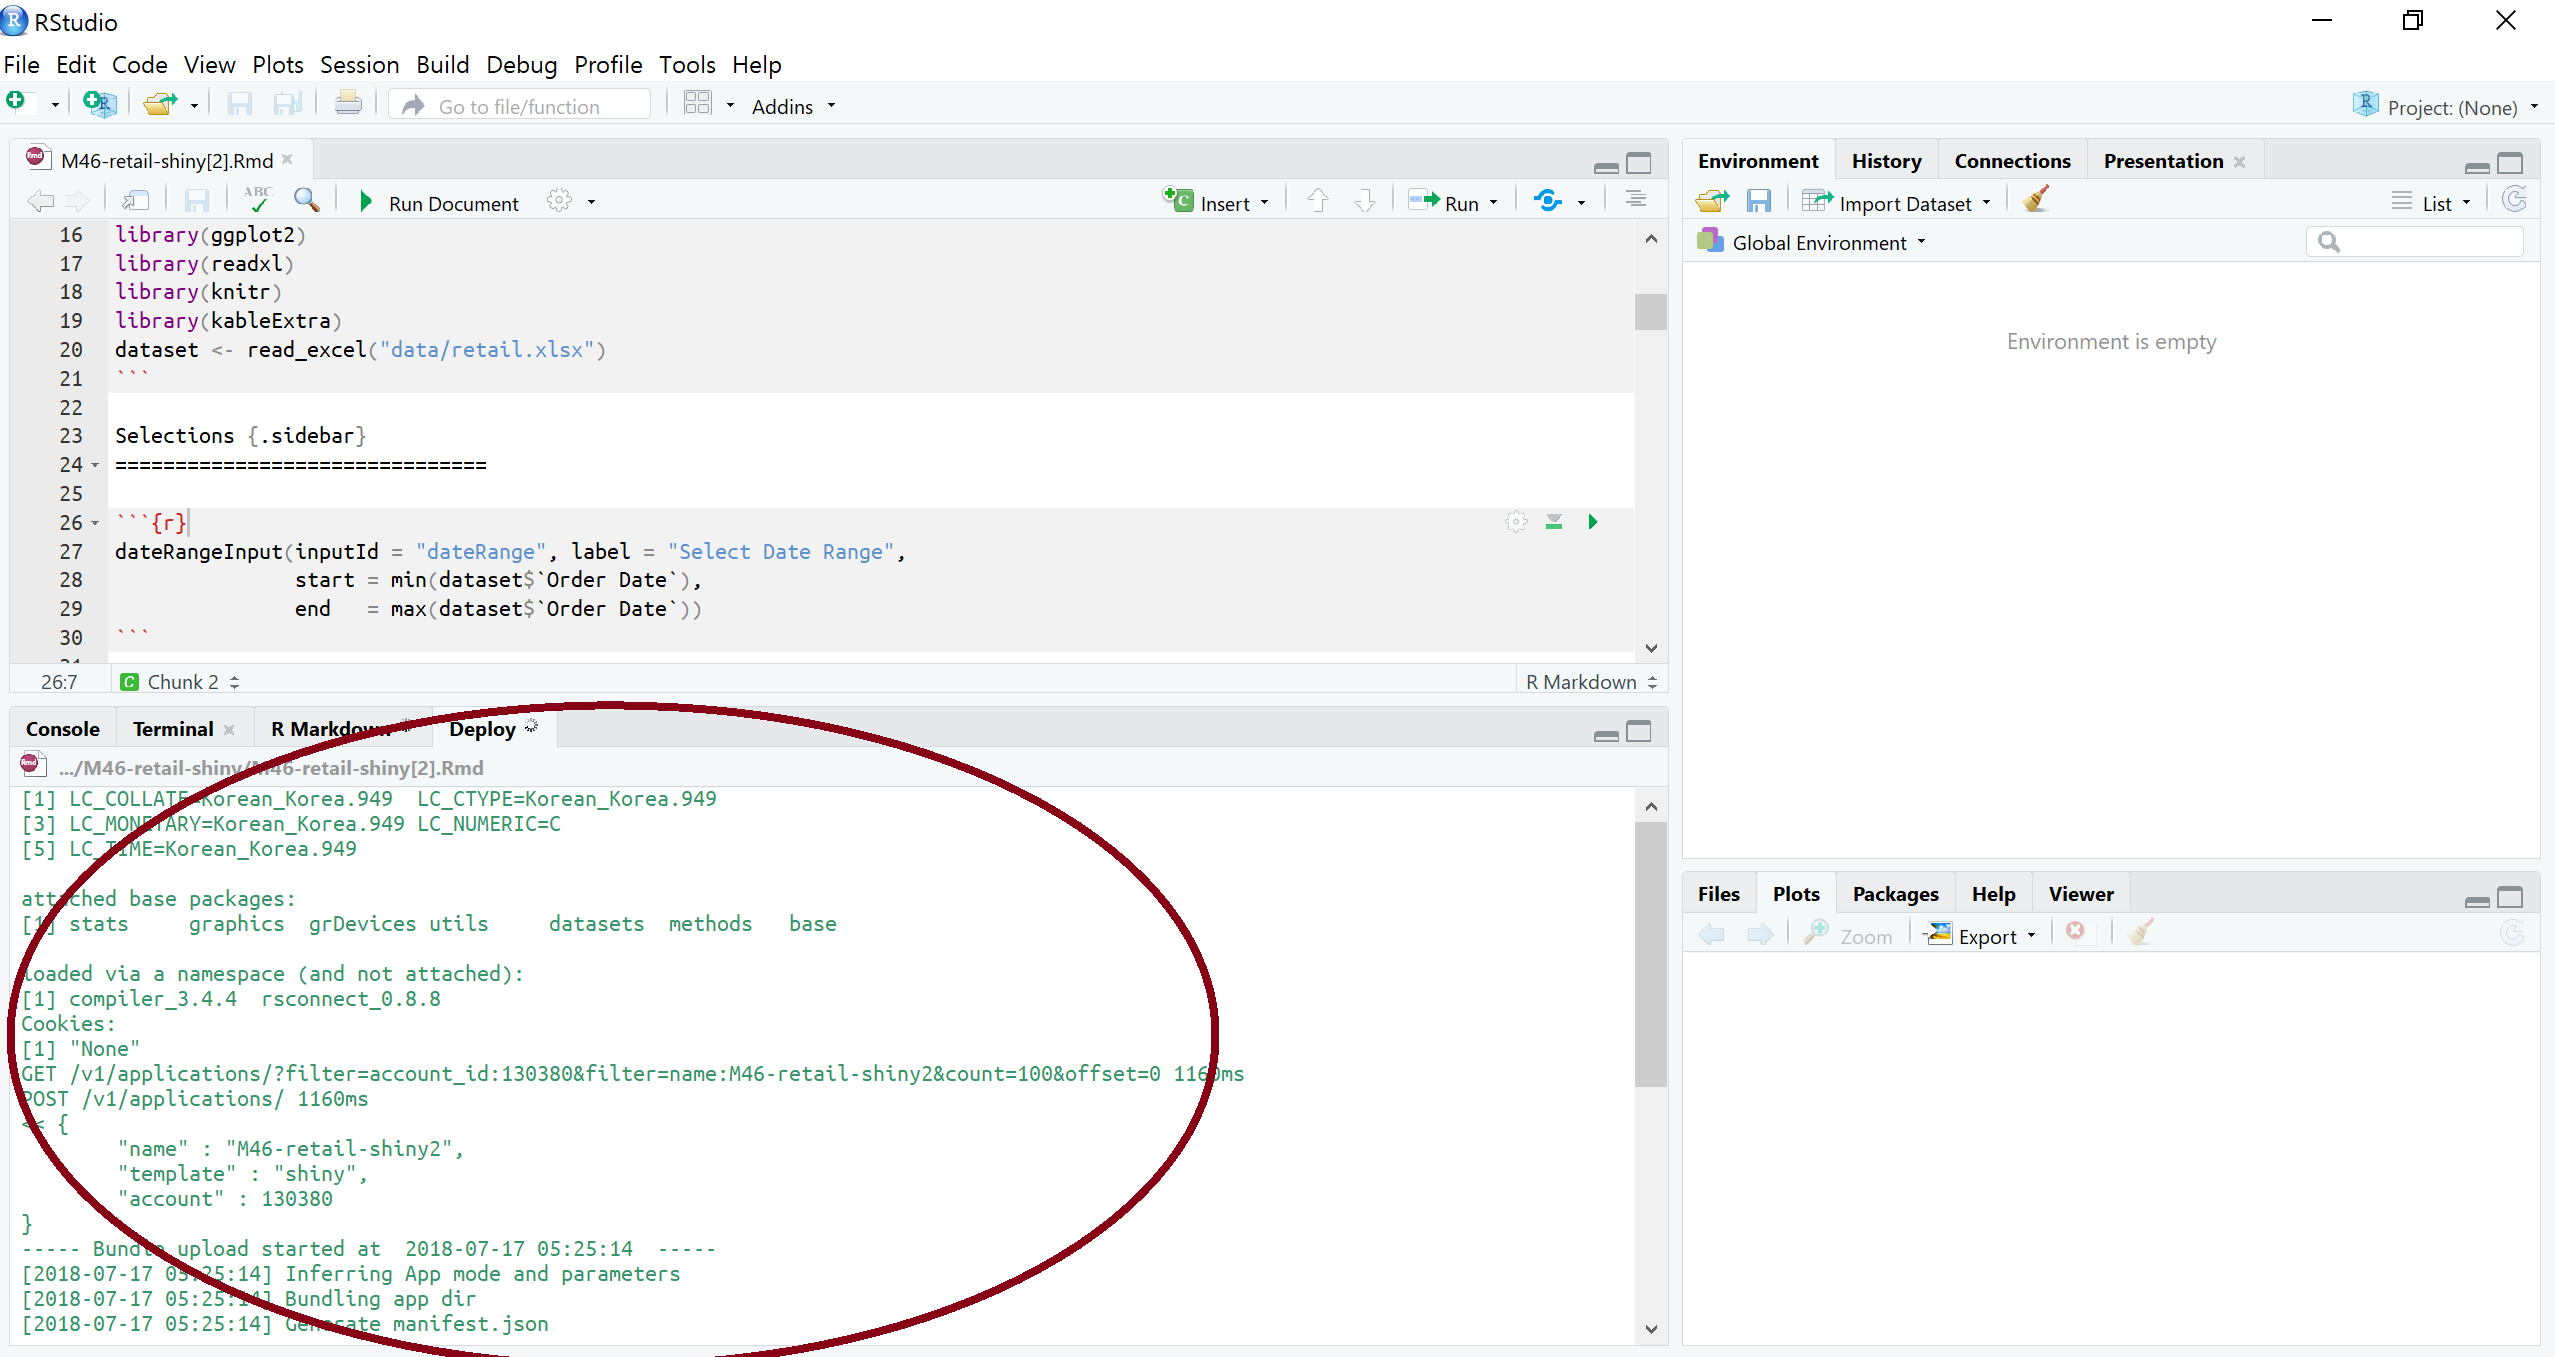 RStudio
File Edit Code View Plots Session Build Debug Profile Tools Help
Go to file/function Addins Project: (None)
M46-retail-shiny[2].Rmd
ABC Run Document Insert Run
16 library(ggplot2)
17 library(readxl)
18 library(knitr)
19 library(kableExtra)
20 dataset <- read_excel("data/retail.xlsx")
21 ```
22
23 Selections {.sidebar}
24 ===============================
25
26 ```{r}
27 dateRangeInput(inputId = "dateRange", label = "Select Date Range",
28 start = min(dataset$`Order Date`),
29 end   = max(dataset$`Order Date`))
30 ```
26:7 Chunk 2 R Markdown
Console Terminal R Markdown Deploy
.../M46-retail-shiny/M46-retail-shiny[2].Rmd
[1] LC_COLLATE=Korean_Korea.949  LC_CTYPE=Korean_Korea.949
[3] LC_MONETARY=Korean_Korea.949 LC_NUMERIC=C
[5] LC_TIME=Korean_Korea.949
attached base packages:
[1] stats     graphics  grDevices utils     datasets  methods   base
loaded via a namespace (and not attached):
[1] compiler_3.4.4  rsconnect_0.8.8
Cookies:
[1] "None"
GET /v1/applications/?filter=account_id:130380&filter=name:M46-retail-shiny2&count=100&offset=0 1160ms
POST /v1/applications/ 1160ms
<< {
"name" : "M46-retail-shiny2",
"template" : "shiny",
"account" : 130380
}
----- Bundle upload started at  2018-07-17 05:25:14  -----
[2018-07-17 05:25:14] Inferring App mode and parameters
[2018-07-17 05:25:14] Bundling app dir
[2018-07-17 05:25:14] Generate manifest.json
Environment History Connections Presentation
Import Dataset List
Global Environment
Environment is empty
Files Plots Packages Help Viewer
Zoom Export